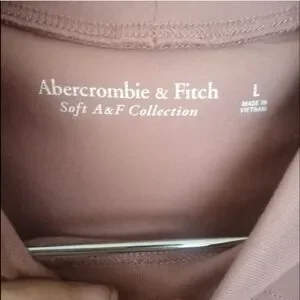 Abercrombie & Fitch
Soft A&F Collection
L
MADE IN
VIETNAM